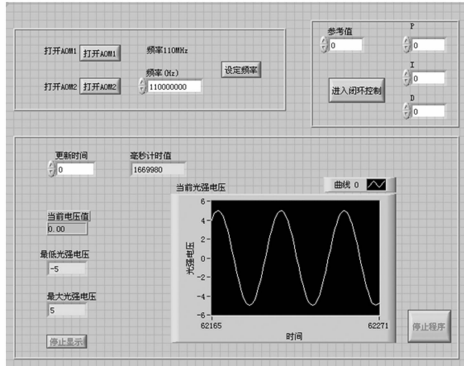 打开AOM1 打开AOM1 频率110MHz
频率(Hz)
设定频率
打开AOM2 打开AOM2 110000000
参考值 P
0 0
I
进入闭环控制 0
D
0
更新时间 毫秒计时值
0 1669980
当前光强电压 曲线 0
当前电压值
0.00
最低光强电压
-5
最大光强电压
5
停止显示
光强电压
6
4
2
0
-2
-4
-6
62165 62271
时间
停止程序